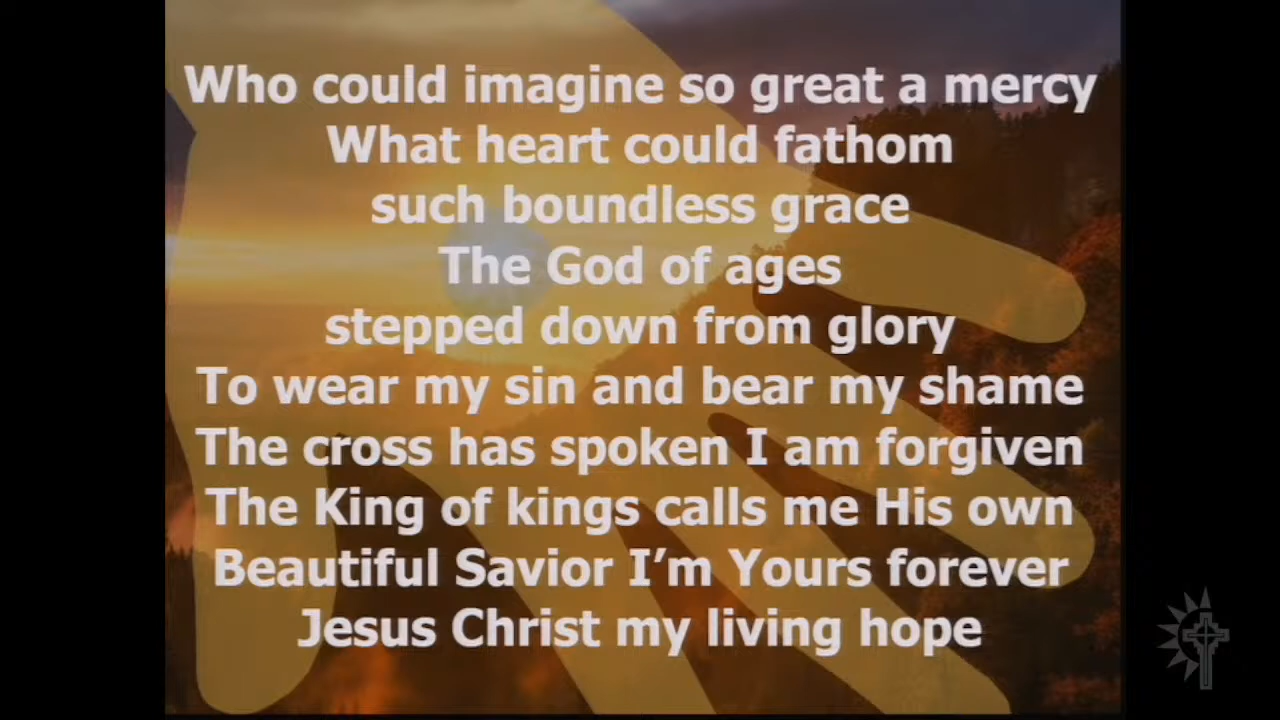 Who could imagine so great a mercy
What heart could fathom
such boundless grace
The God of ages
stepped down from glory
To wear my sin and bear my shame
The cross has spoken I am forgiven
The King of kings calls me His own
Beautiful Savior I’m Yours forever
Jesus Christ my living hope